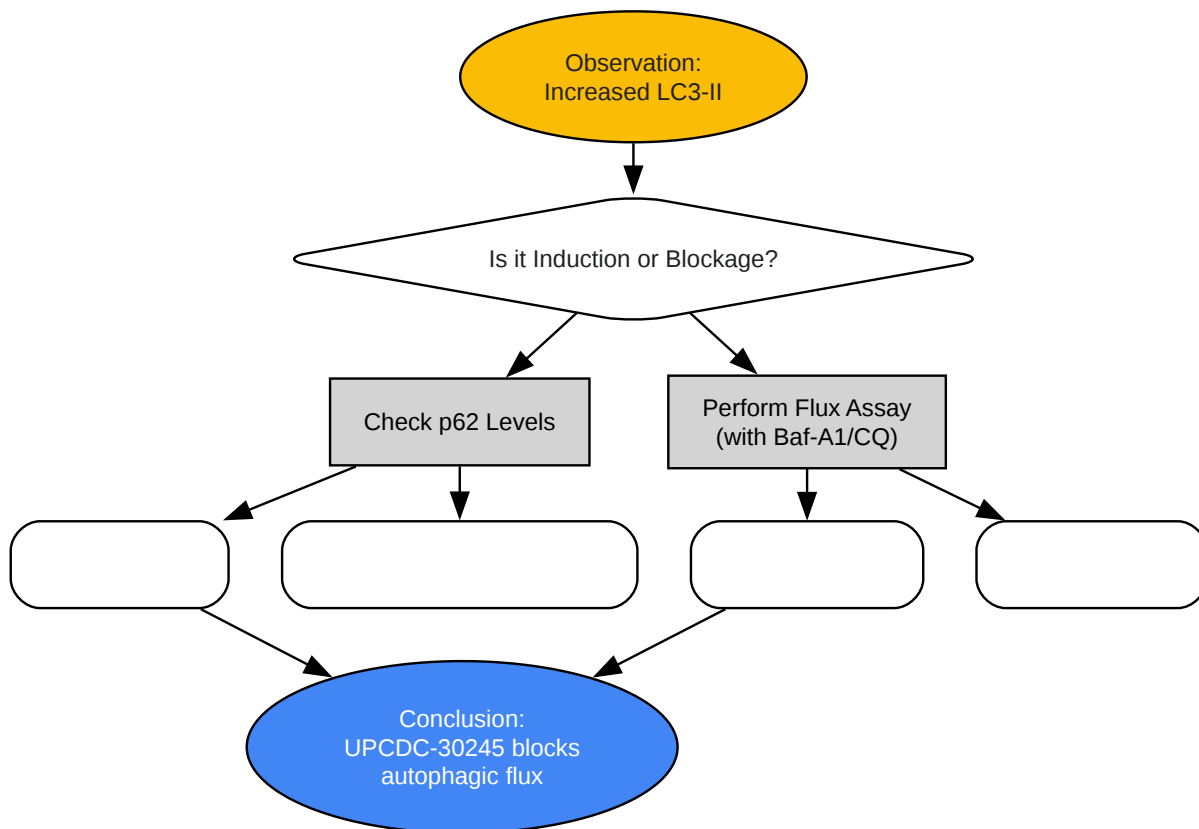 Observation:
Increased LC3-II
Is it Induction or Blockage?
Check p62 Levels
Perform Flux Assay
(with Baf-A1/CQ)
Conclusion:
UPCDC-30245 blocks
autophagic flux